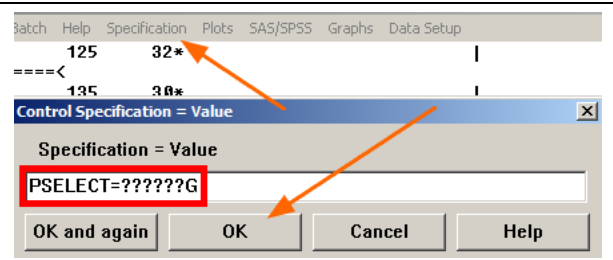 Batch Help Specification Plots SAS/SPSS Graphs Data Setup
125 32* |
====<
135 30* |
Control Specification = Value
Specification = Value
PSELECT=??????G
OK and again OK Cancel Help